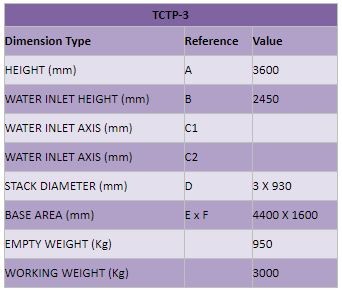 TCTP-3
Dimension Type Reference Value
HEIGHT (mm) A 3600
WATER INLET HEIGHT (mm) B 2450
WATER INLET AXIS (mm) C1
WATER INLET AXIS (mm) C2
STACK DIAMETER (mm) D 3 X 930
BASE AREA (mm) E x F 4400 X 1600
EMPTY WEIGHT (Kg) 950
WORKING WEIGHT (Kg) 3000